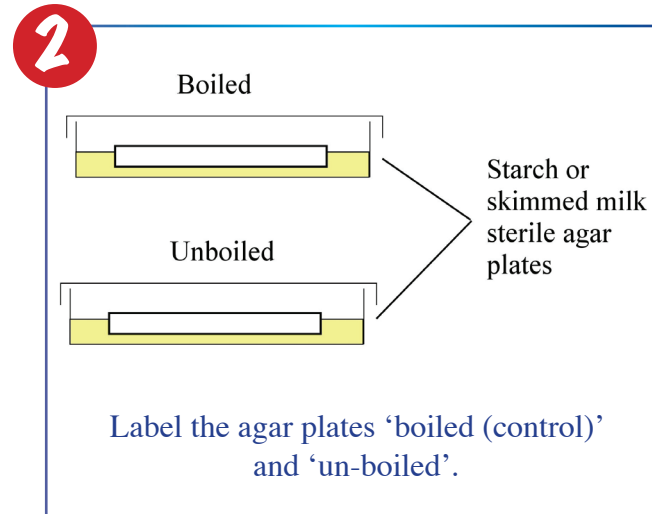 2
Boiled
Starch or
skimmed milk
sterile agar
plates
Unboiled
Label the agar plates ‘boiled (control)’
and ‘un-boiled’.